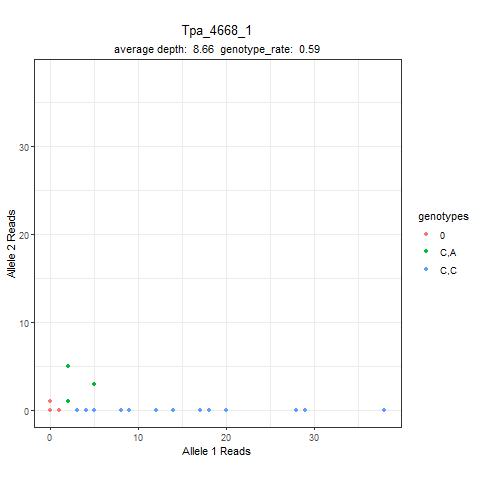 Tpa_4668_1
average depth: 8.66 genotype_rate: 0.59
Allele 2 Reads
30
20
10
0
0 10 20 30
Allele 1 Reads
genotypes
0
C,A
C,C